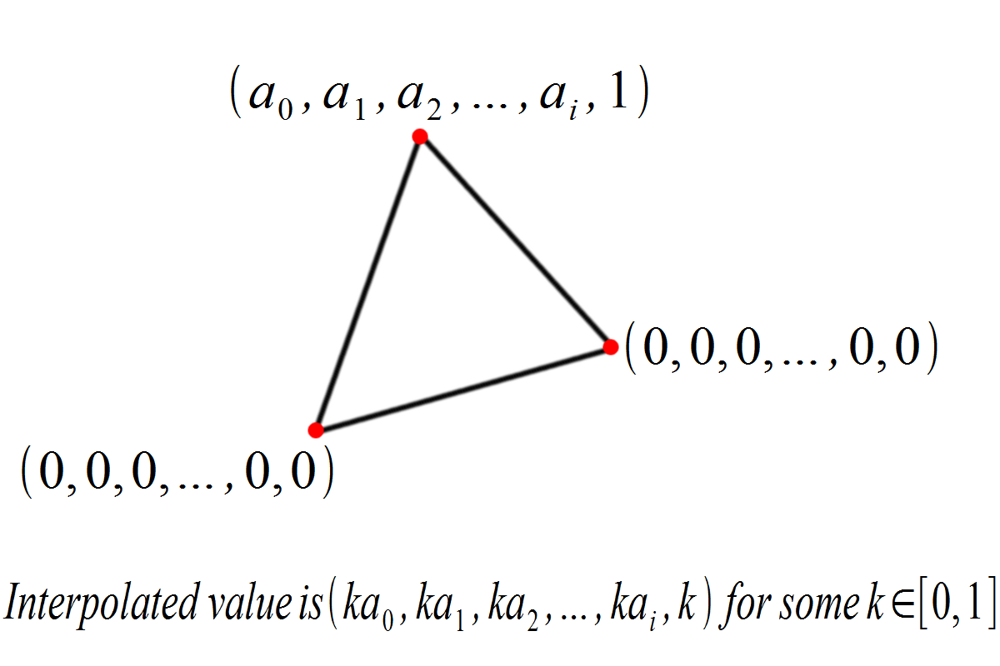 (a₀, a₁, a₂, ..., aᵢ, 1)
(0, 0, 0, ..., 0, 0)
(0, 0, 0, ..., 0, 0)
Interpolated value is (ka₀, ka₁, ka₂, ..., kaᵢ, k) for some k ∈ [0, 1]